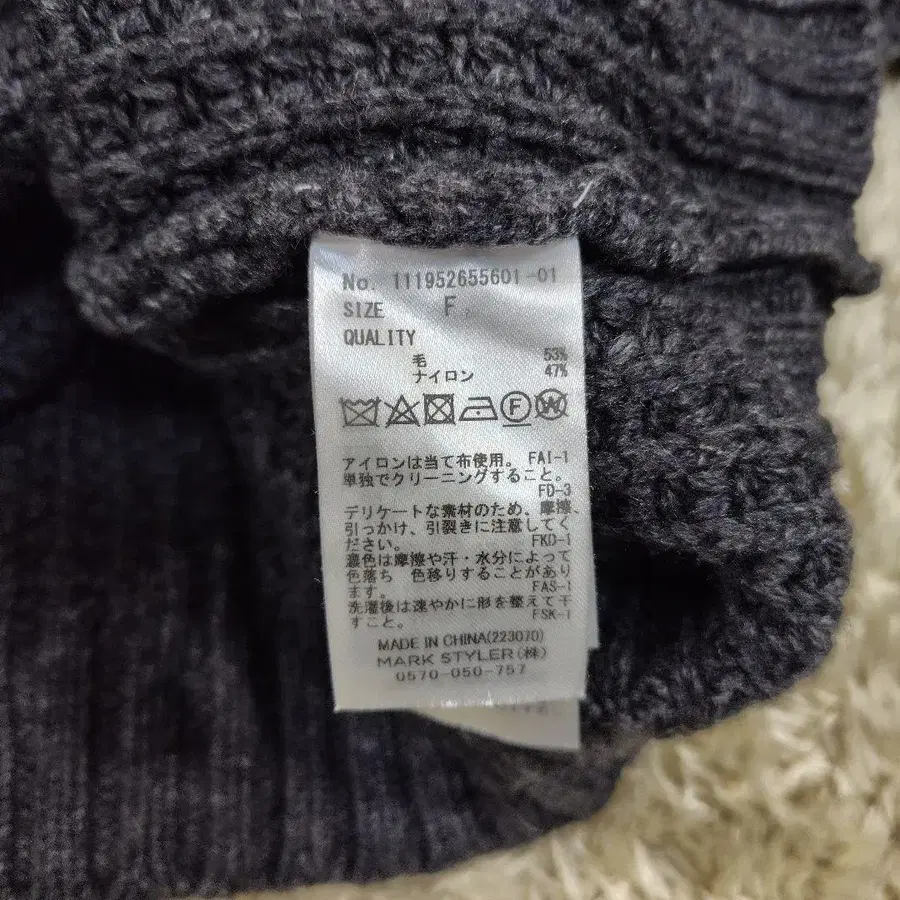 No. 111952655601-01
SIZE F
QUALITY
毛 53%
ナイロン 47%
F W
アイロンは当て布使用。 FAI-1
単独でクリーニングすること。
FD-3
デリケートな素材のため、摩擦、
引っかけ、引裂きに注意してく
ださい。 FKD-1
濃色は摩擦や汗・水分によって
色落ち 色移りすることがあり
ます。 FAS-1
洗濯後は速やかに形を整えて干
すこと。 FSK-1
MADE IN CHINA(223070)
MARK STYLER(株)
0570-050-757